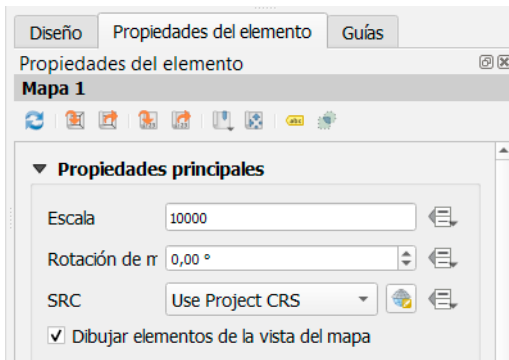 Diseño Propiedades del elemento Guías
Propiedades del elemento
Mapa 1
abc
Propiedades principales
Escala 10000
Rotación de m 0,00 °
SRC Use Project CRS
Dibujar elementos de la vista del mapa